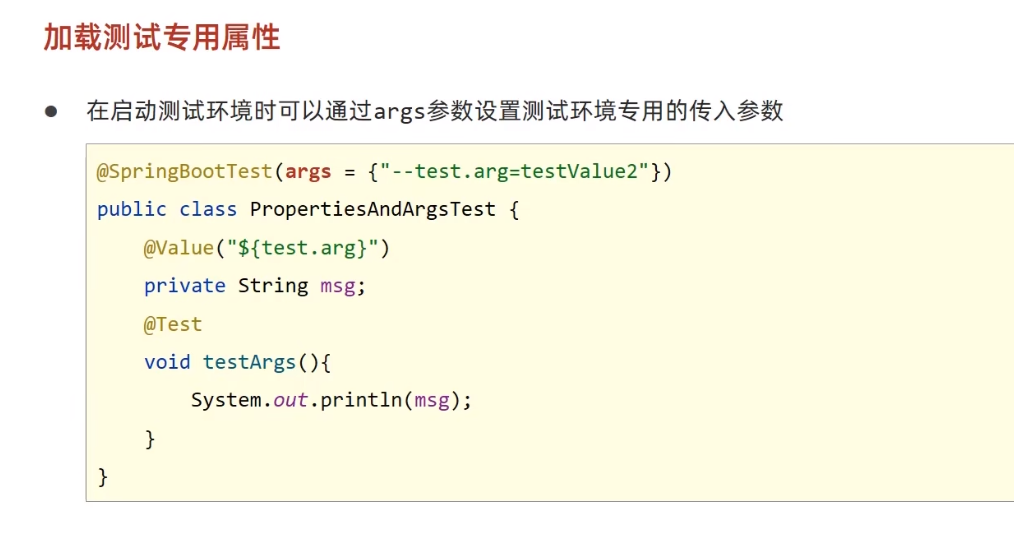 加载测试专用属性
● 在启动测试环境时可以通过args参数设置测试环境专用的传入参数
@SpringBootTest(args = {"--test.arg=testValue2"})
public class PropertiesAndArgsTest {
    @Value("${test.arg}")
    private String msg;
    @Test
    void testArgs(){
        System.out.println(msg);
    }
}